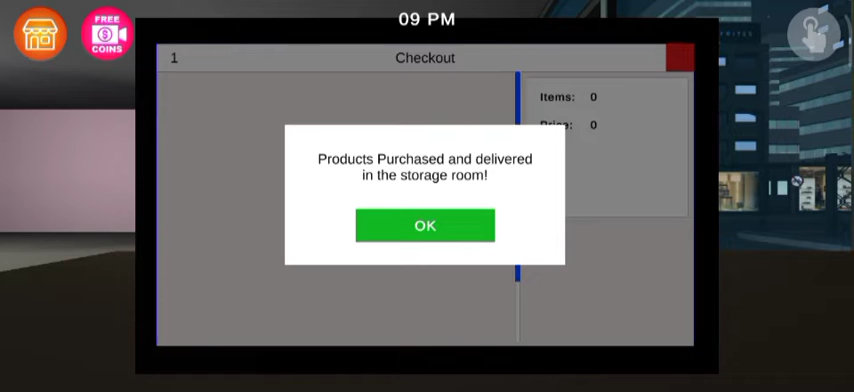 09 PM
FREE
COINS
1
Checkout
Items: 0
Price: 0
Products Purchased and delivered
in the storage room!
OK